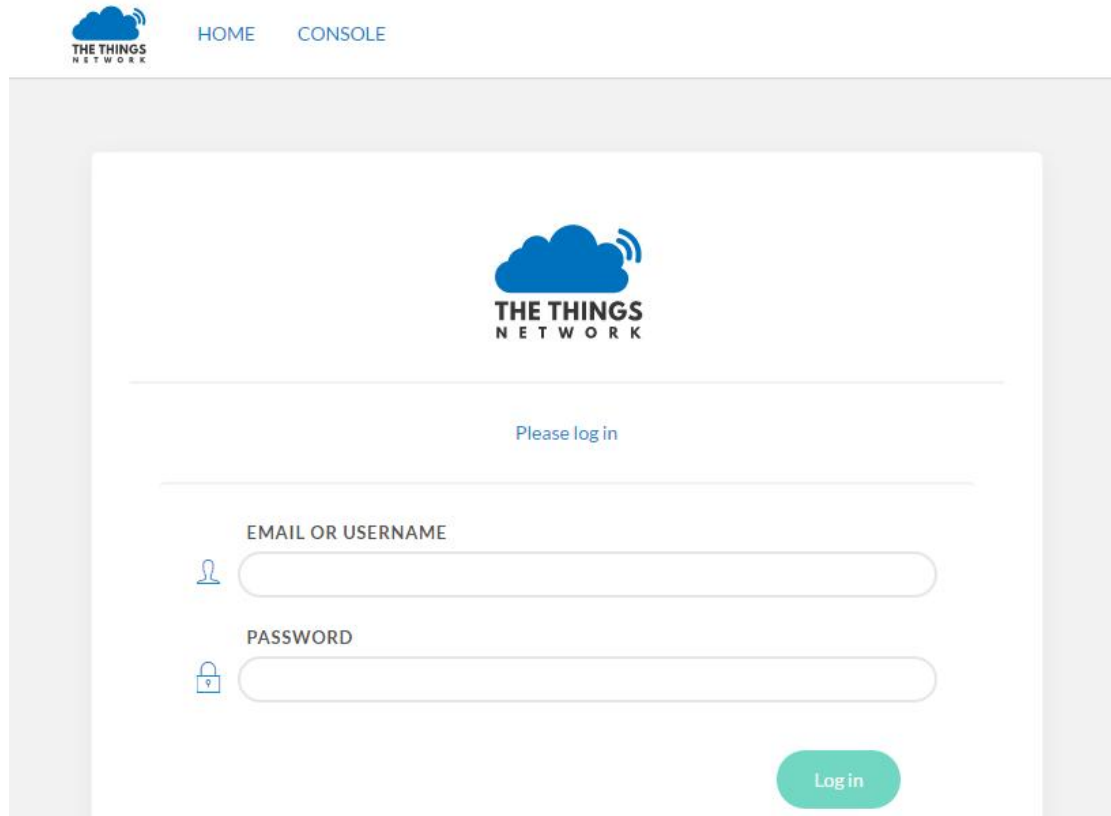 THE THINGS
NETWORK
HOME CONSOLE
THE THINGS
NETWORK
Please log in
EMAIL OR USERNAME
PASSWORD
Log in